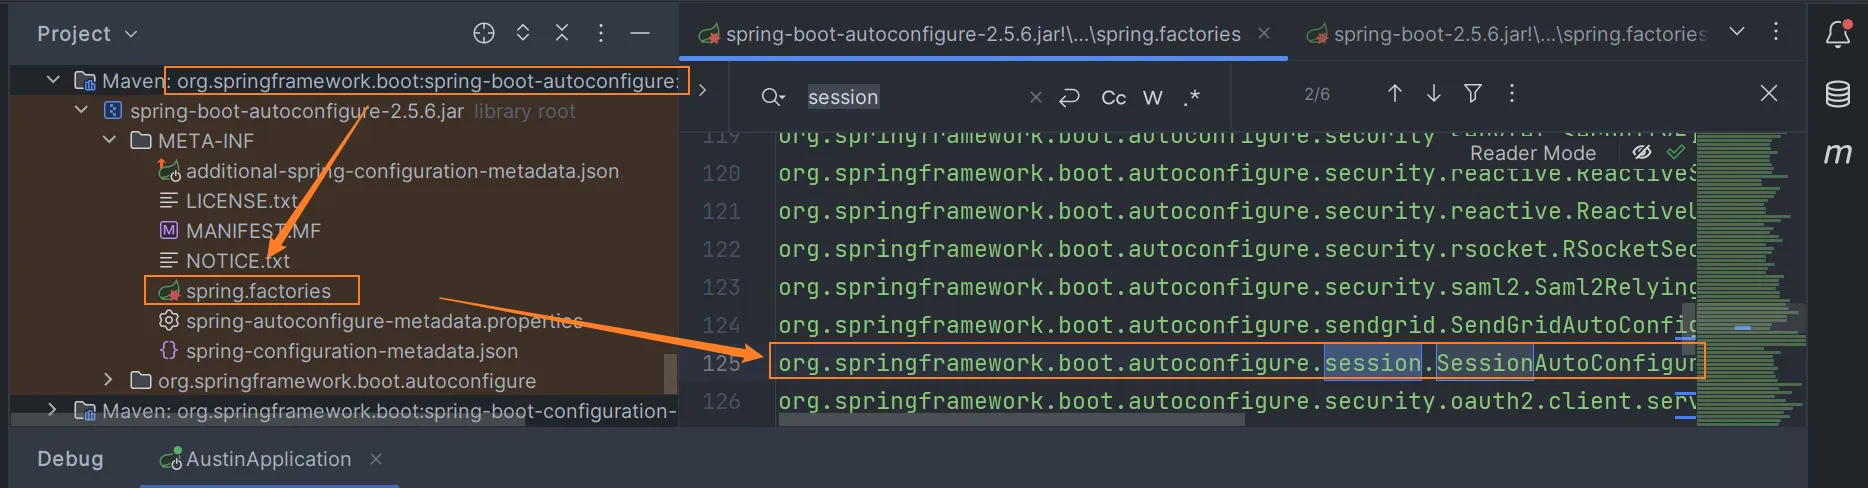 Project
Maven: org.springframework.boot:spring-boot-autoconfigure:
spring-boot-autoconfigure-2.5.6.jar library root
META-INF
additional-spring-configuration-metadata.json
LICENSE.txt
MANIFEST.MF
NOTICE.txt
spring.factories
spring-autoconfigure-metadata.properties
spring-configuration-metadata.json
org.springframework.boot.autoconfigure
Maven: org.springframework.boot:spring-boot-configuration-
spring-boot-autoconfigure-2.5.6.jar!\...\spring.factories
spring-boot-2.5.6.jar!\...\spring.factories
session
Cc W .*
2/6
Reader Mode
119 org.springframework.boot.autoconfigure.security.
120 org.springframework.boot.autoconfigure.security.reactive.ReactiveS
121 org.springframework.boot.autoconfigure.security.reactive.ReactiveU
122 org.springframework.boot.autoconfigure.security.rsocket.RSocketSec
123 org.springframework.boot.autoconfigure.security.saml2.Saml2Relying
124 org.springframework.boot.autoconfigure.sendgrid.SendGridAutoConfig
125 org.springframework.boot.autoconfigure.session.SessionAutoConfigur
126 org.springframework.boot.autoconfigure.security.oauth2.client.serv
m
Debug
AustinApplication